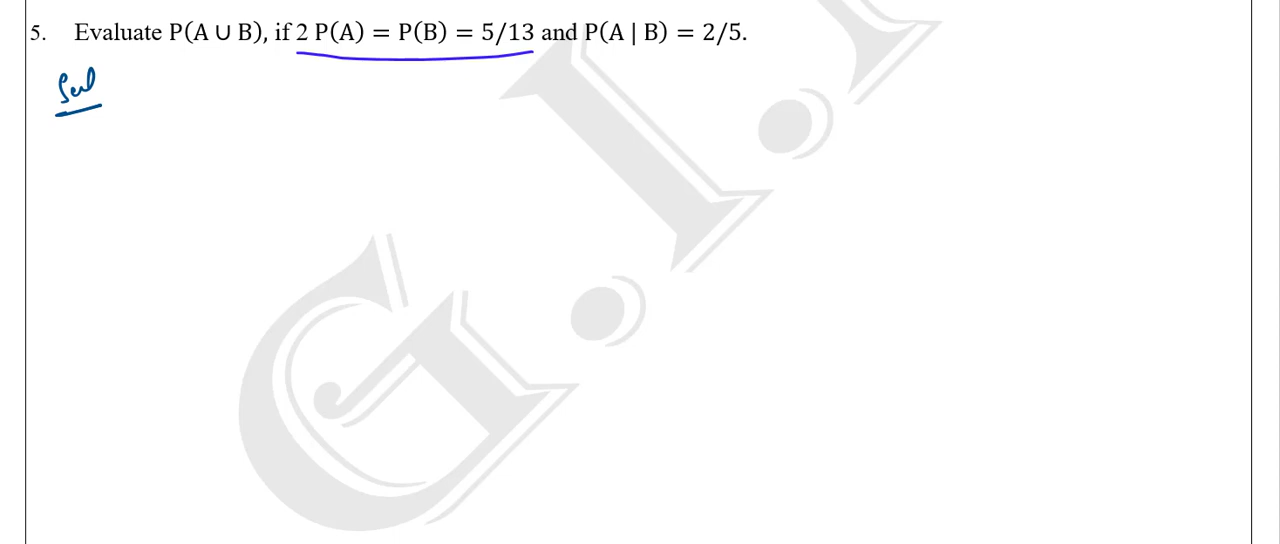 5. Evaluate P(A ∪ B), if 2 P(A) = P(B) = 5/13 and P(A | B) = 2/5.
Sol
G.I.